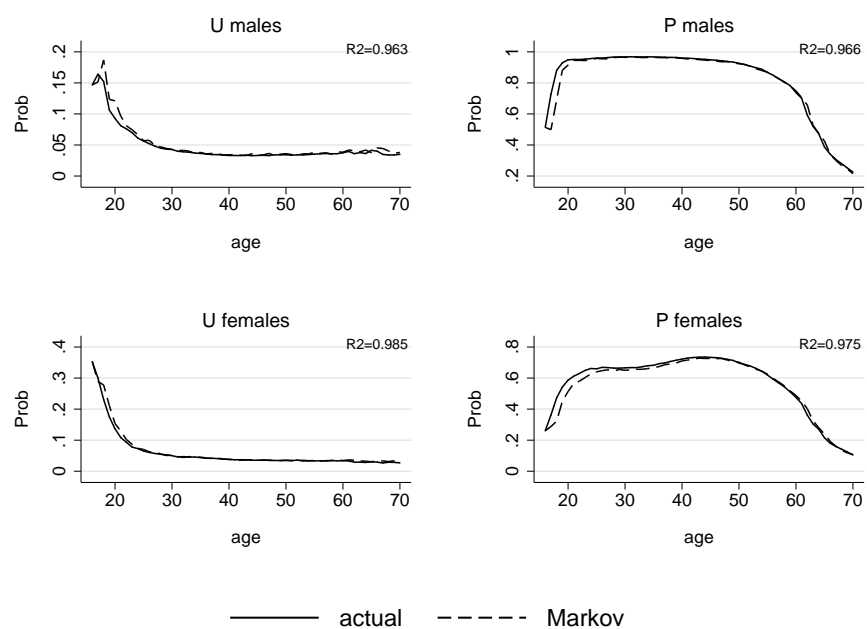 U males
R2=0.963
Prob
.2
.15
.1
.05
0
20 30 40 50 60 70
age
P males
R2=0.966
Prob
1
.8
.6
.4
.2
20 30 40 50 60 70
age
U females
R2=0.985
Prob
.4
.3
.2
.1
0
20 30 40 50 60 70
age
P females
R2=0.975
Prob
.8
.6
.4
.2
0
20 30 40 50 60 70
age
actual Markov